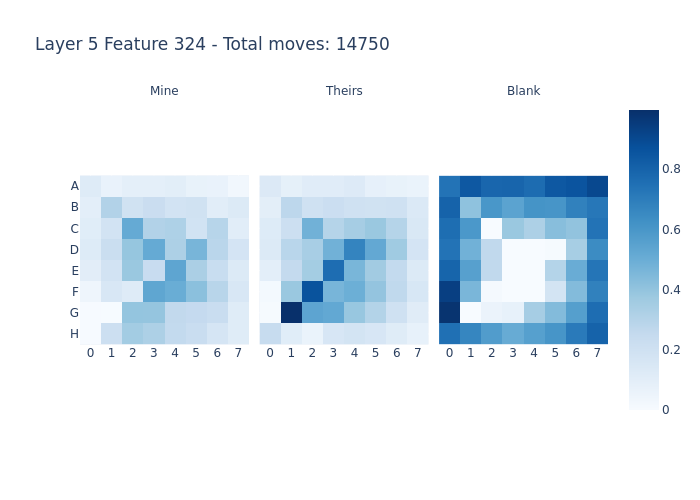 Layer 5 Feature 324 - Total moves: 14750
Mine Theirs Blank
A
B
C
D
E
F
G
H
0 1 2 3 4 5 6 7 0 1 2 3 4 5 6 7 0 1 2 3 4 5 6 7
0.8
0.6
0.4
0.2
0